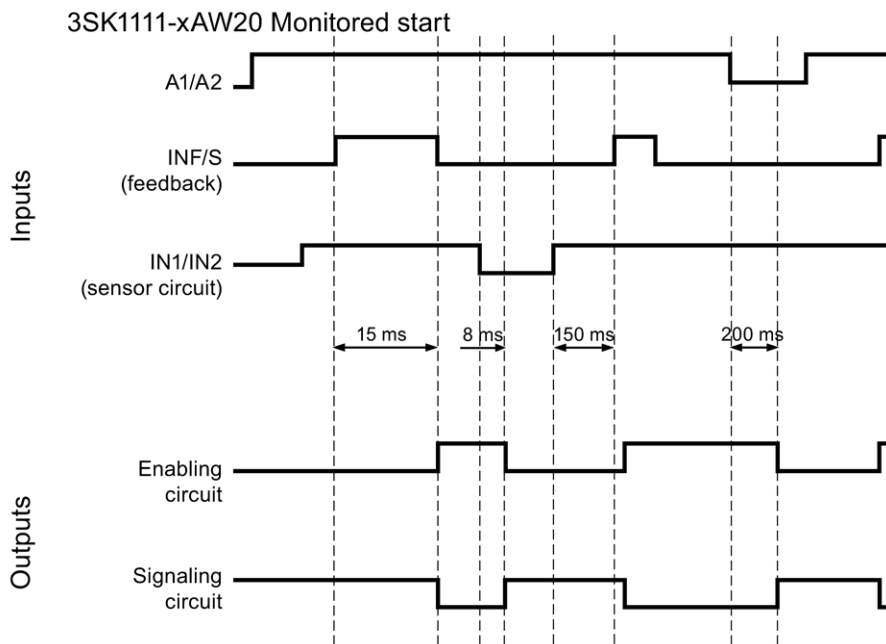 3SK1111-xAW20 Monitored start
Inputs
A1/A2
INF/S
(feedback)
IN1/IN2
(sensor circuit)
15 ms
8 ms
150 ms
200 ms
Outputs
Enabling
circuit
Signaling
circuit